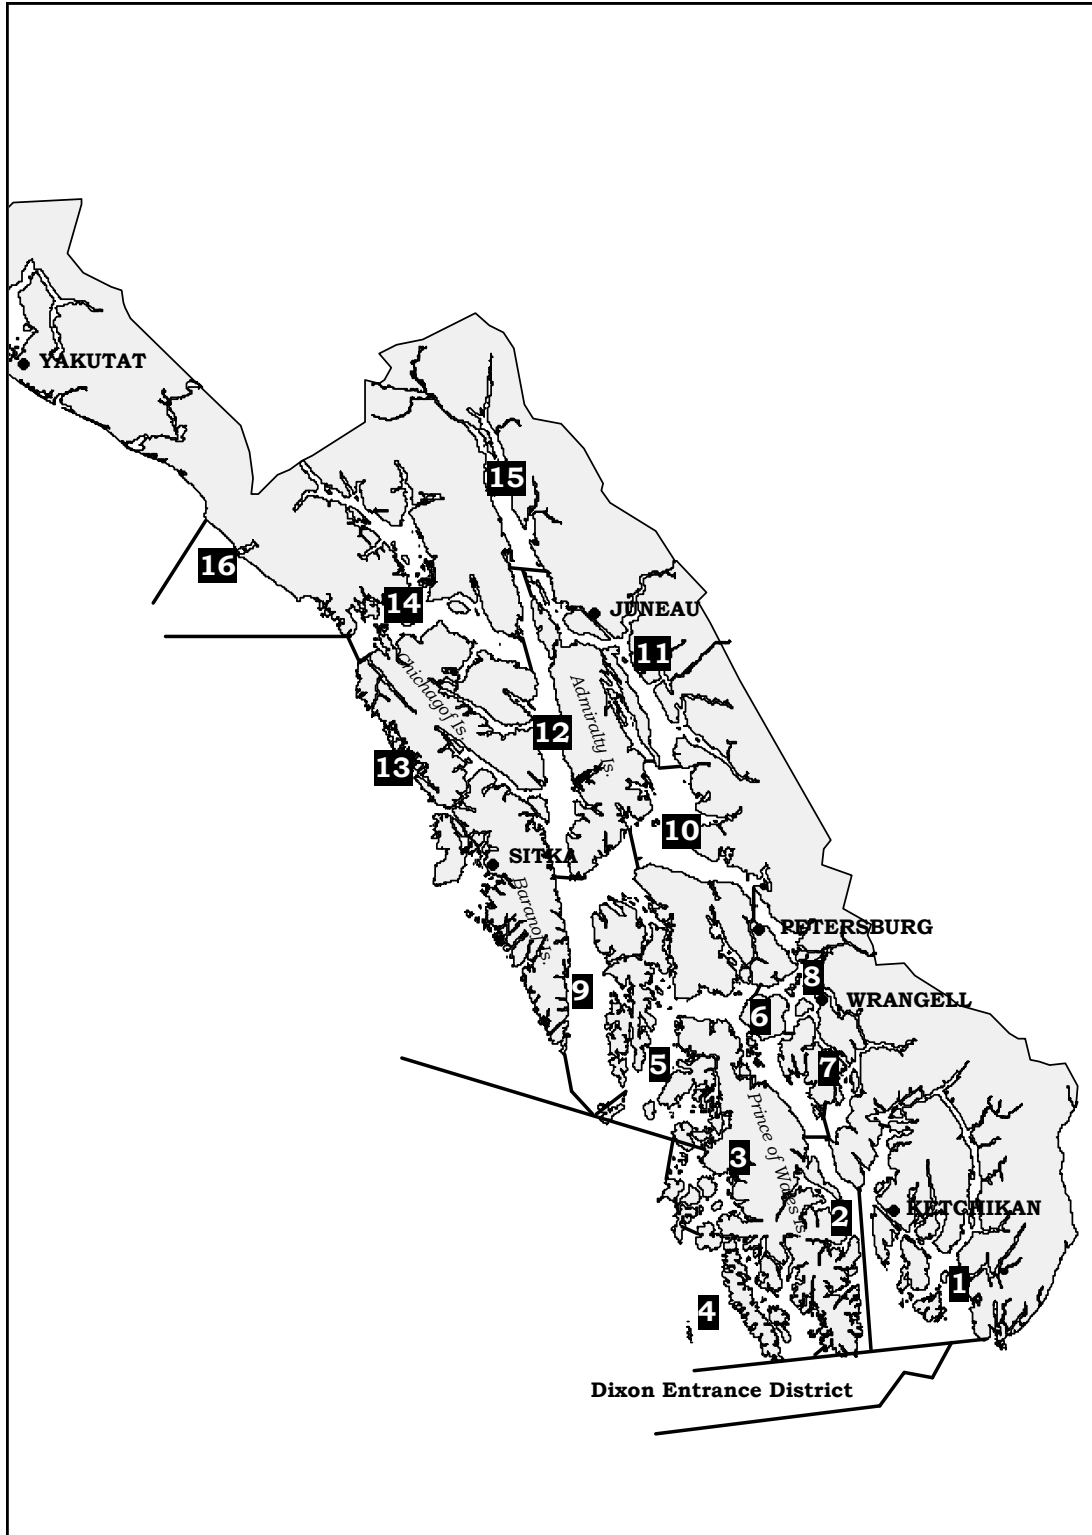 YAKUTAT
15
16
14
JUNEAU
11
Chichagof Is.
Admiralty Is.
12
13
10
SITKA
Baranof Is.
PETERSBURG
8
9
WRANGELL
6
5
7
Prince of Wales Is.
3
KETCHIKAN
2
1
4
Dixon Entrance District